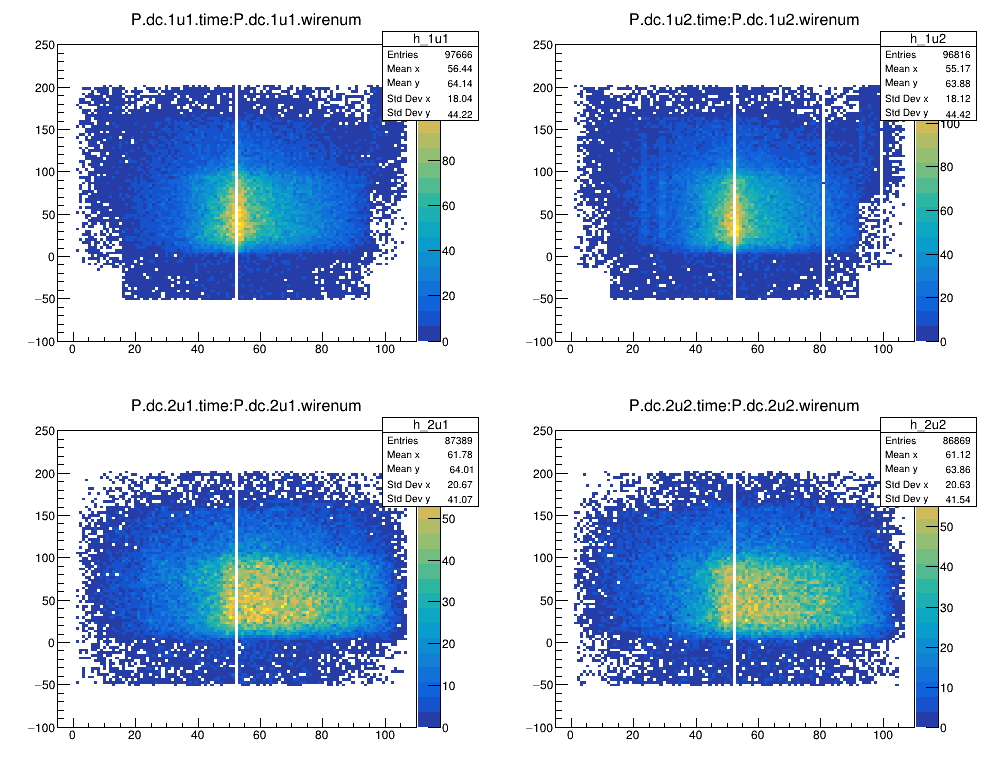 P.dc.1u1.time:P.dc.1u1.wirenum
h_1u1
Entries 97666
Mean x 56.44
Mean y 64.14
Std Dev x 18.04
Std Dev y 44.22
250
200
150
100
50
0
−50
−100
0 20 40 60 80 100
80
60
40
20
0
P.dc.1u2.time:P.dc.1u2.wirenum
h_1u2
Entries 96816
Mean x 55.17
Mean y 63.88
Std Dev x 18.12
Std Dev y 44.42
250
200
150
100
50
0
−50
−100
0 20 40 60 80 100
100
80
60
40
20
0
P.dc.2u1.time:P.dc.2u1.wirenum
h_2u1
Entries 87389
Mean x 61.78
Mean y 64.01
Std Dev x 20.67
Std Dev y 41.07
250
200
150
100
50
0
−50
−100
0 20 40 60 80 100
50
40
30
20
10
0
P.dc.2u2.time:P.dc.2u2.wirenum
h_2u2
Entries 86869
Mean x 61.12
Mean y 63.86
Std Dev x 20.63
Std Dev y 41.54
250
200
150
100
50
0
−50
−100
0 20 40 60 80 100
50
40
30
20
10
0